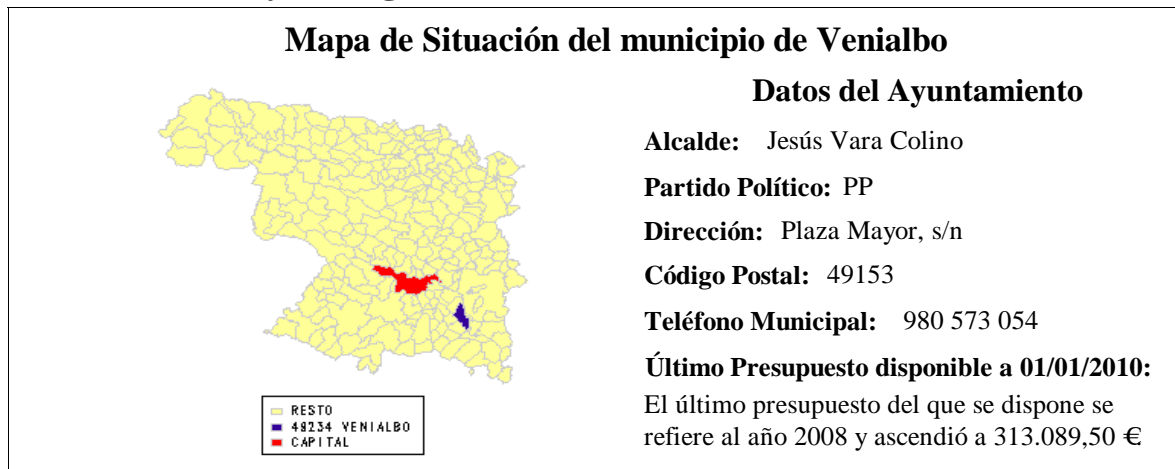 Mapa de Situación del municipio de Venialbo
Datos del Ayuntamiento
Alcalde: Jesús Vara Colino
Partido Político: PP
Dirección: Plaza Mayor, s/n
Código Postal: 49153
Teléfono Municipal: 980 573 054
Último Presupuesto disponible a 01/01/2010:
El último presupuesto del que se dispone se
refiere al año 2008 y ascendió a 313.089,50 €
RESTO
49234 VENIALBO
CAPITAL